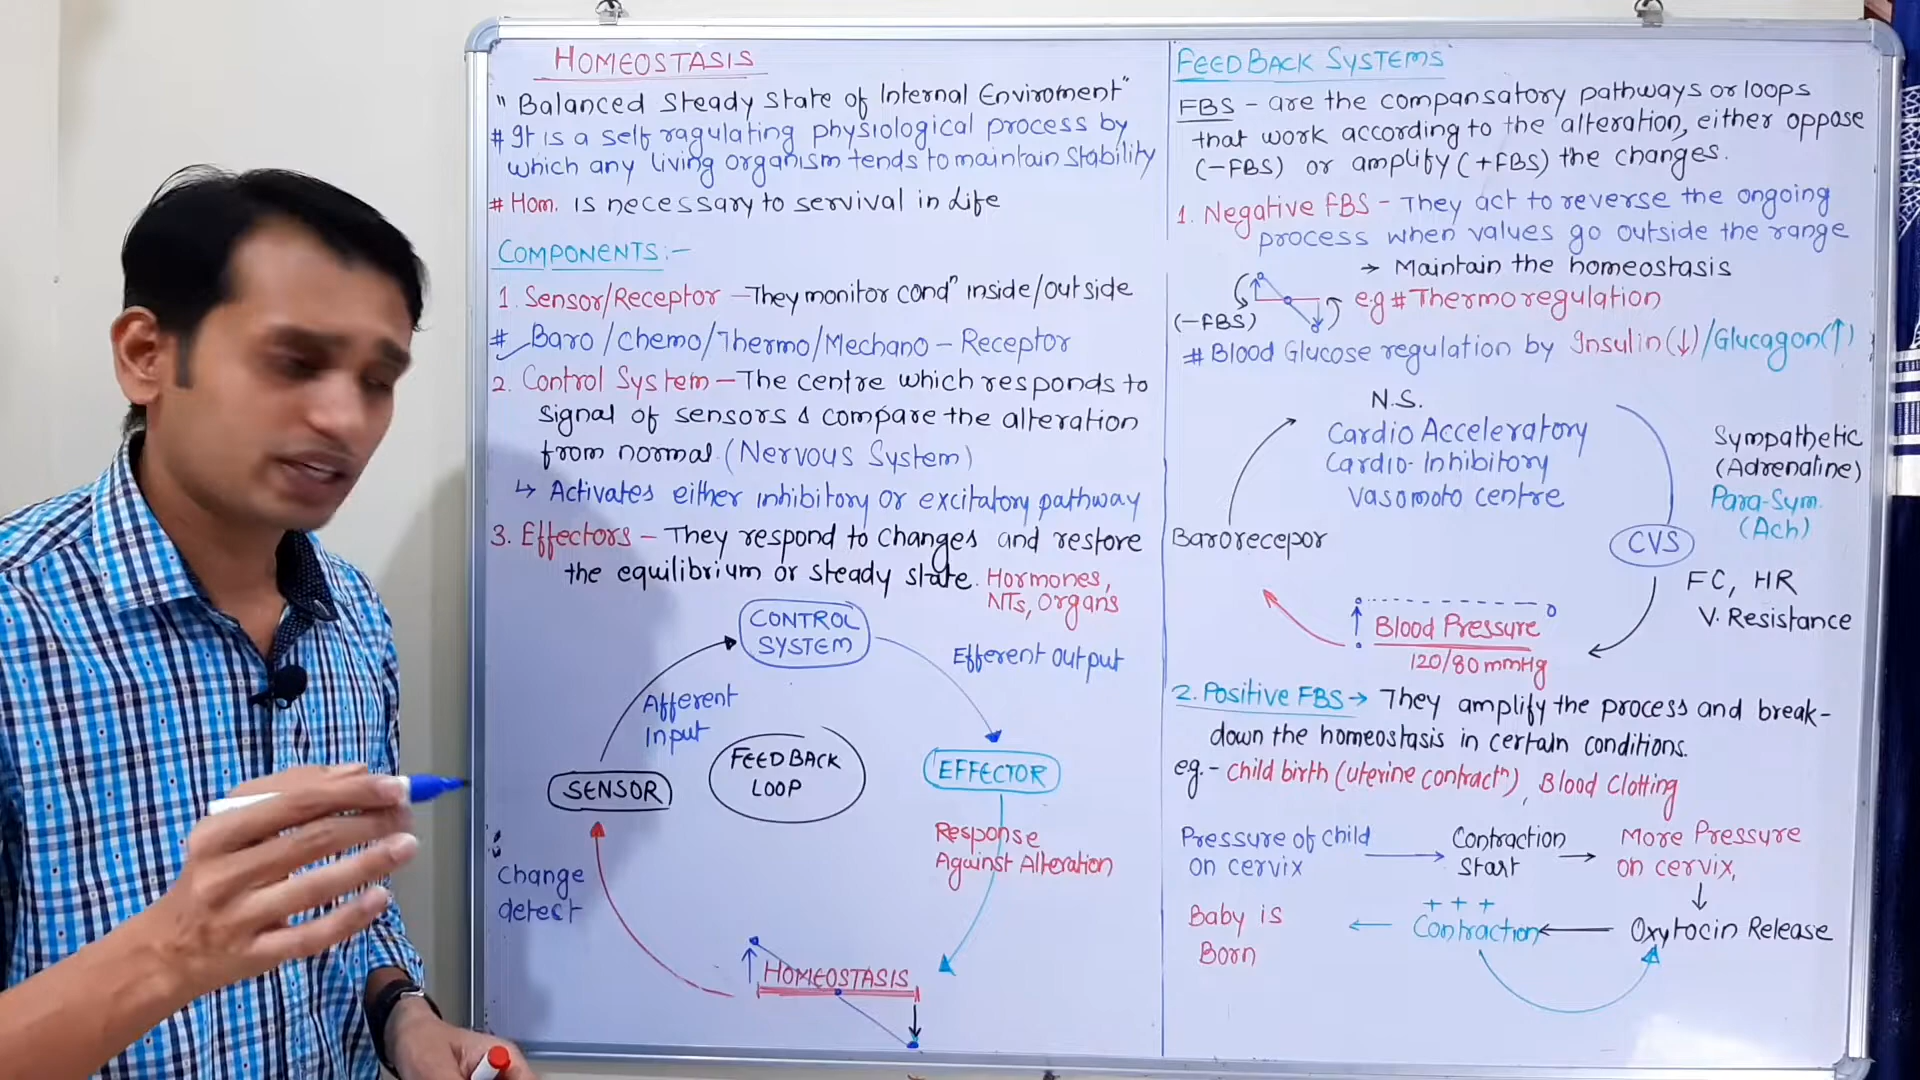 HOMEOSTASIS
"Balanced Steady State of Internal Enviroment"
# It is a self ragulating physiological process by
which any living organism tends to maintain stability
# Hom. is necessary to servival in Life
COMPONENTS:-
1. Sensor/Receptor – They monitor condⁿ inside/outside
# Baro/Chemo/Thermo/Mechano – Receptor
2. Control System – The centre which responds to
signal of sensors & compare the alteration
from normal. (Nervous System)
↳ Activates either inhibitory or excitatory pathway
3. Effectors – They respond to changes and restore
the equilibrium or steady state. Hormones,
NTs, Organs
CONTROL
SYSTEM
Efferent output
Afferent
Input
FEEDBACK
LOOP
SENSOR
EFFECTOR
Response
Against Alteration
Change
detect
↑ HOMEOSTASIS
FEEDBACK SYSTEMS
FBS – are the compansatory pathways or loops
that work according to the alteration, either oppose
(-FBS) or amplify (+FBS) the changes.
1. Negative FBS – They act to reverse the ongoing
process when values go outside the range
→ Maintain the homeostasis
(-FBS) e.g # Thermoregulation
# Blood Glucose regulation by Insulin(↓)/Glucagon(↑)
N.S.
Cardio Acceleratory
Cardio-Inhibitory
Vasomoto centre
Sympathetic
(Adrenaline)
Para-Sym.
(Ach)
Barorecepor
CVS
FC, HR
V. Resistance
↑ Blood Pressure
120/80 mmHg
2. Positive FBS → They amplify the process and break-
down the homeostasis in certain conditions.
eg. - Child birth (uterine contractⁿ), Blood Clotting
Pressure of child
on cervix
Contraction
Start
More Pressure
on cervix,
Oxytocin Release
+ + +
Contraction
Baby is
Born